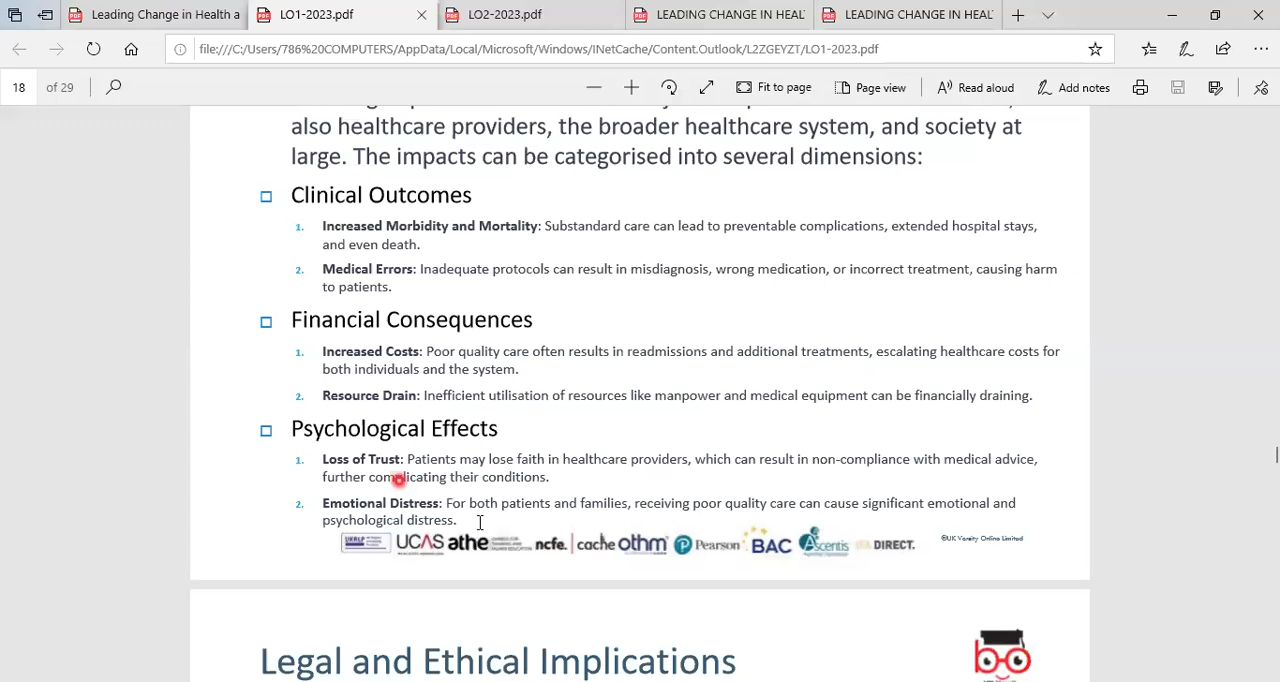 Leading Change in Health a
LO1-2023.pdf
LO2-2023.pdf
LEADING CHANGE IN HEAL
LEADING CHANGE IN HEAL
file:///C:/Users/786%20COMPUTERS/AppData/Local/Microsoft/Windows/INetCache/Content.Outlook/L2ZGEYZT/LO1-2023.pdf
18 of 29
Fit to page
Page view
Read aloud
Add notes
also healthcare providers, the broader healthcare system, and society at
large. The impacts can be categorised into several dimensions:
Clinical Outcomes
1. Increased Morbidity and Mortality: Substandard care can lead to preventable complications, extended hospital stays,
and even death.
2. Medical Errors: Inadequate protocols can result in misdiagnosis, wrong medication, or incorrect treatment, causing harm
to patients.
Financial Consequences
1. Increased Costs: Poor quality care often results in readmissions and additional treatments, escalating healthcare costs for
both individuals and the system.
2. Resource Drain: Inefficient utilisation of resources like manpower and medical equipment can be financially draining.
Psychological Effects
1. Loss of Trust: Patients may lose faith in healthcare providers, which can result in non-compliance with medical advice,
further complicating their conditions.
2. Emotional Distress: For both patients and families, receiving poor quality care can cause significant emotional and
psychological distress.
UKRLP UCAS athe ncfe. cache othm Pearson BAC Ascentis DIRECT. ©UK Varsity Online Limited
Legal and Ethical Implications